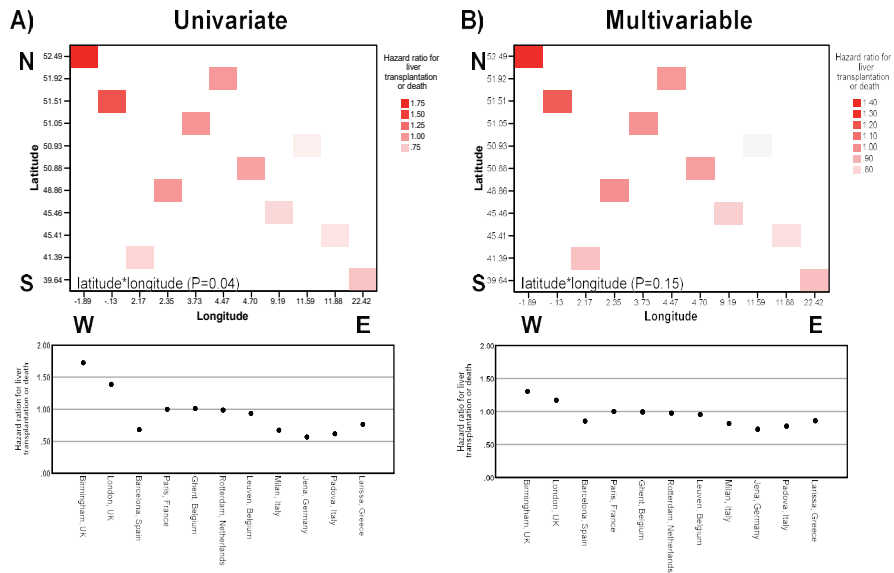 A)
Univariate
N
52.49
51.92
51.51
51.05
50.93
50.88
48.86
45.46
45.41
41.39
39.64
Latitude
S
latitude*longitude (P=0.04)
-1.89
-.13
2.17
2.35
3.73
4.47
4.70
9.19
11.59
11.88
22.42
Longitude
W
E
Hazard ratio for
liver
transplantation
or death
1.75
1.50
1.25
1.00
.75
Hazard ration for liver
transplantation or death
2.00
1.50
1.00
.50
.00
Birmingham, UK
London, UK
Barcelona, Spain
Paris, France
Ghent, Belgium
Rotterdam, Netherlands
Leuven, Belgium
Milan, Italy
Jena, Germany
Padova, Italy
Larissa, Greece
B)
Multivariable
N
52.49
51.92
51.51
51.05
50.93
50.88
48.86
45.46
45.41
41.39
39.64
Latitude
S
latitude*longitude (P=0.15)
-1.89
-.13
2.17
2.35
3.73
4.47
4.70
9.19
11.59
11.88
22.42
Longitude
W
E
Hazard ratio for
liver
transplantation
or death
1.40
1.30
1.20
1.10
1.00
.90
.80
Hazard ratio for liver
transplantation or death
2.00
1.50
1.00
.50
.00
Birmingham, UK
London, UK
Barcelona, Spain
Paris, France
Ghent, Belgium
Rotterdam, Netherlands
Leuven, Belgium
Milan, Italy
Jena, Germany
Padova, Italy
Larissa, Greece